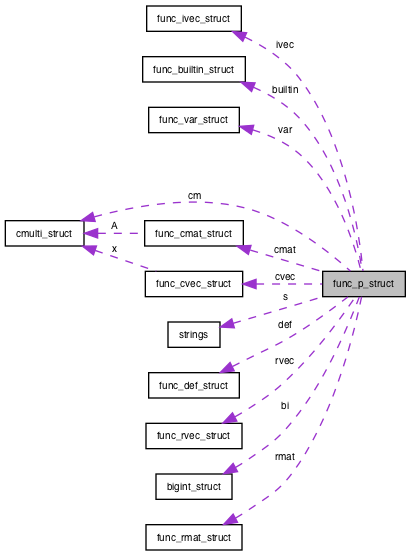 func_ivec_struct
ivec
func_builtin_struct
builtin
func_var_struct
var
cm
cmulti_struct
A
func_cmat_struct
cmat
x
func_cvec_struct
cvec
func_p_struct
s
strings
def
func_def_struct
rvec
func_rvec_struct
bi
bigint_struct
rmat
func_rmat_struct